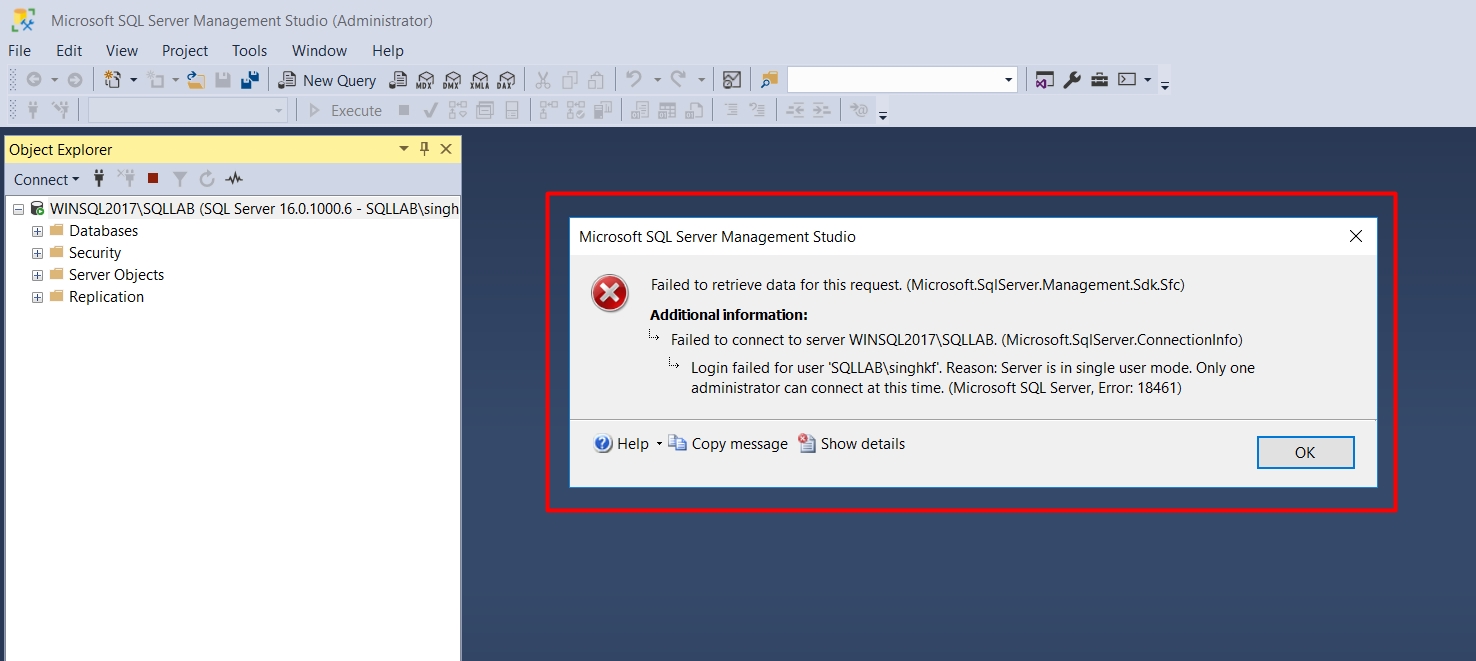 Microsoft SQL Server Management Studio (Administrator)
File Edit View Project Tools Window Help
New Query MDX DMX XMLA DAX
Execute
Object Explorer
Connect
WINSQL2017\SQLLAB (SQL Server 16.0.1000.6 - SQLLAB\singh
Databases
Security
Server Objects
Replication
Microsoft SQL Server Management Studio
Failed to retrieve data for this request. (Microsoft.SqlServer.Management.Sdk.Sfc)
Additional information:
Failed to connect to server WINSQL2017\SQLLAB. (Microsoft.SqlServer.ConnectionInfo)
Login failed for user 'SQLLAB\singhkf'. Reason: Server is in single user mode. Only one
administrator can connect at this time. (Microsoft SQL Server, Error: 18461)
Help Copy message Show details
OK